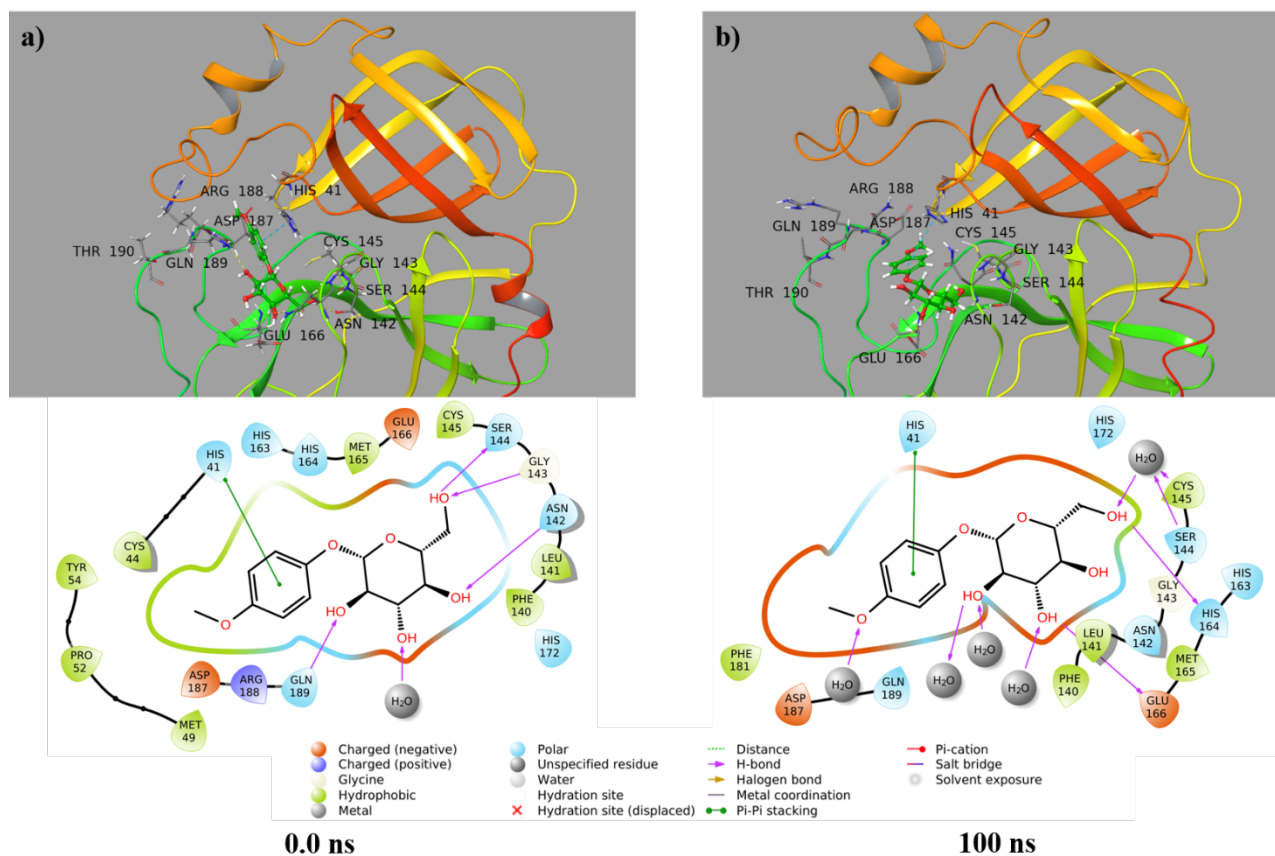 a)
ARG 188
HIS 41
ASP 187
THR 190
GLN 189
CYS 145
GLY 143
SER 144
ASN 142
GLU 166
b)
ARG 188
GLN 189
ASP 187
HIS 41
CYS 145
GLY 143
SER 144
THR 190
ASN 142
GLU 166
HIS
41
HIS
163
HIS
164
MET
165
GLU
166
CYS
145
SER
144
GLY
143
ASN
142
LEU
141
PHE
140
HIS
172
CYS
44
TYR
54
PRO
52
MET
49
ASP
187
ARG
188
GLN
189
H₂O
HO
O
O
OH
HO
OH
O
HIS
41
HIS
172
H₂O
CYS
145
SER
144
HIS
163
GLY
143
HIS
164
ASN
142
LEU
141
MET
165
PHE
140
GLU
166
PHE
181
ASP
187
H₂O
GLN
189
H₂O
H₂O
H₂O
OH
O
O
OH
HO
OH
O
Charged (negative)
Charged (positive)
Glycine
Hydrophobic
Metal
Polar
Unspecified residue
Water
Hydration site
Hydration site (displaced)
Distance
H-bond
Halogen bond
Metal coordination
Pi-Pi stacking
Pi-cation
Salt bridge
Solvent exposure
0.0 ns
100 ns